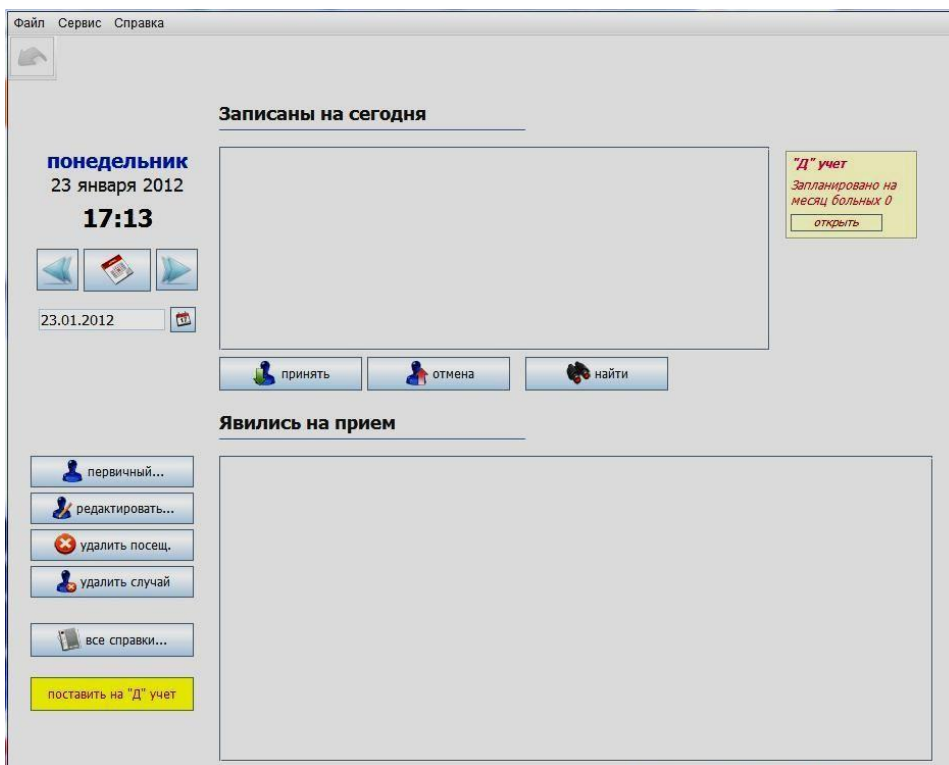 Файл Сервис Справка
Записаны на сегодня
понедельник
23 января 2012
17:13
23.01.2012
"Д" учет
Запланировано на
месяц больных 0
открыть
принять отмена найти
Явились на прием
первичный...
редактировать...
удалить посещ.
удалить случай
все справки...
поставить на "Д" учет